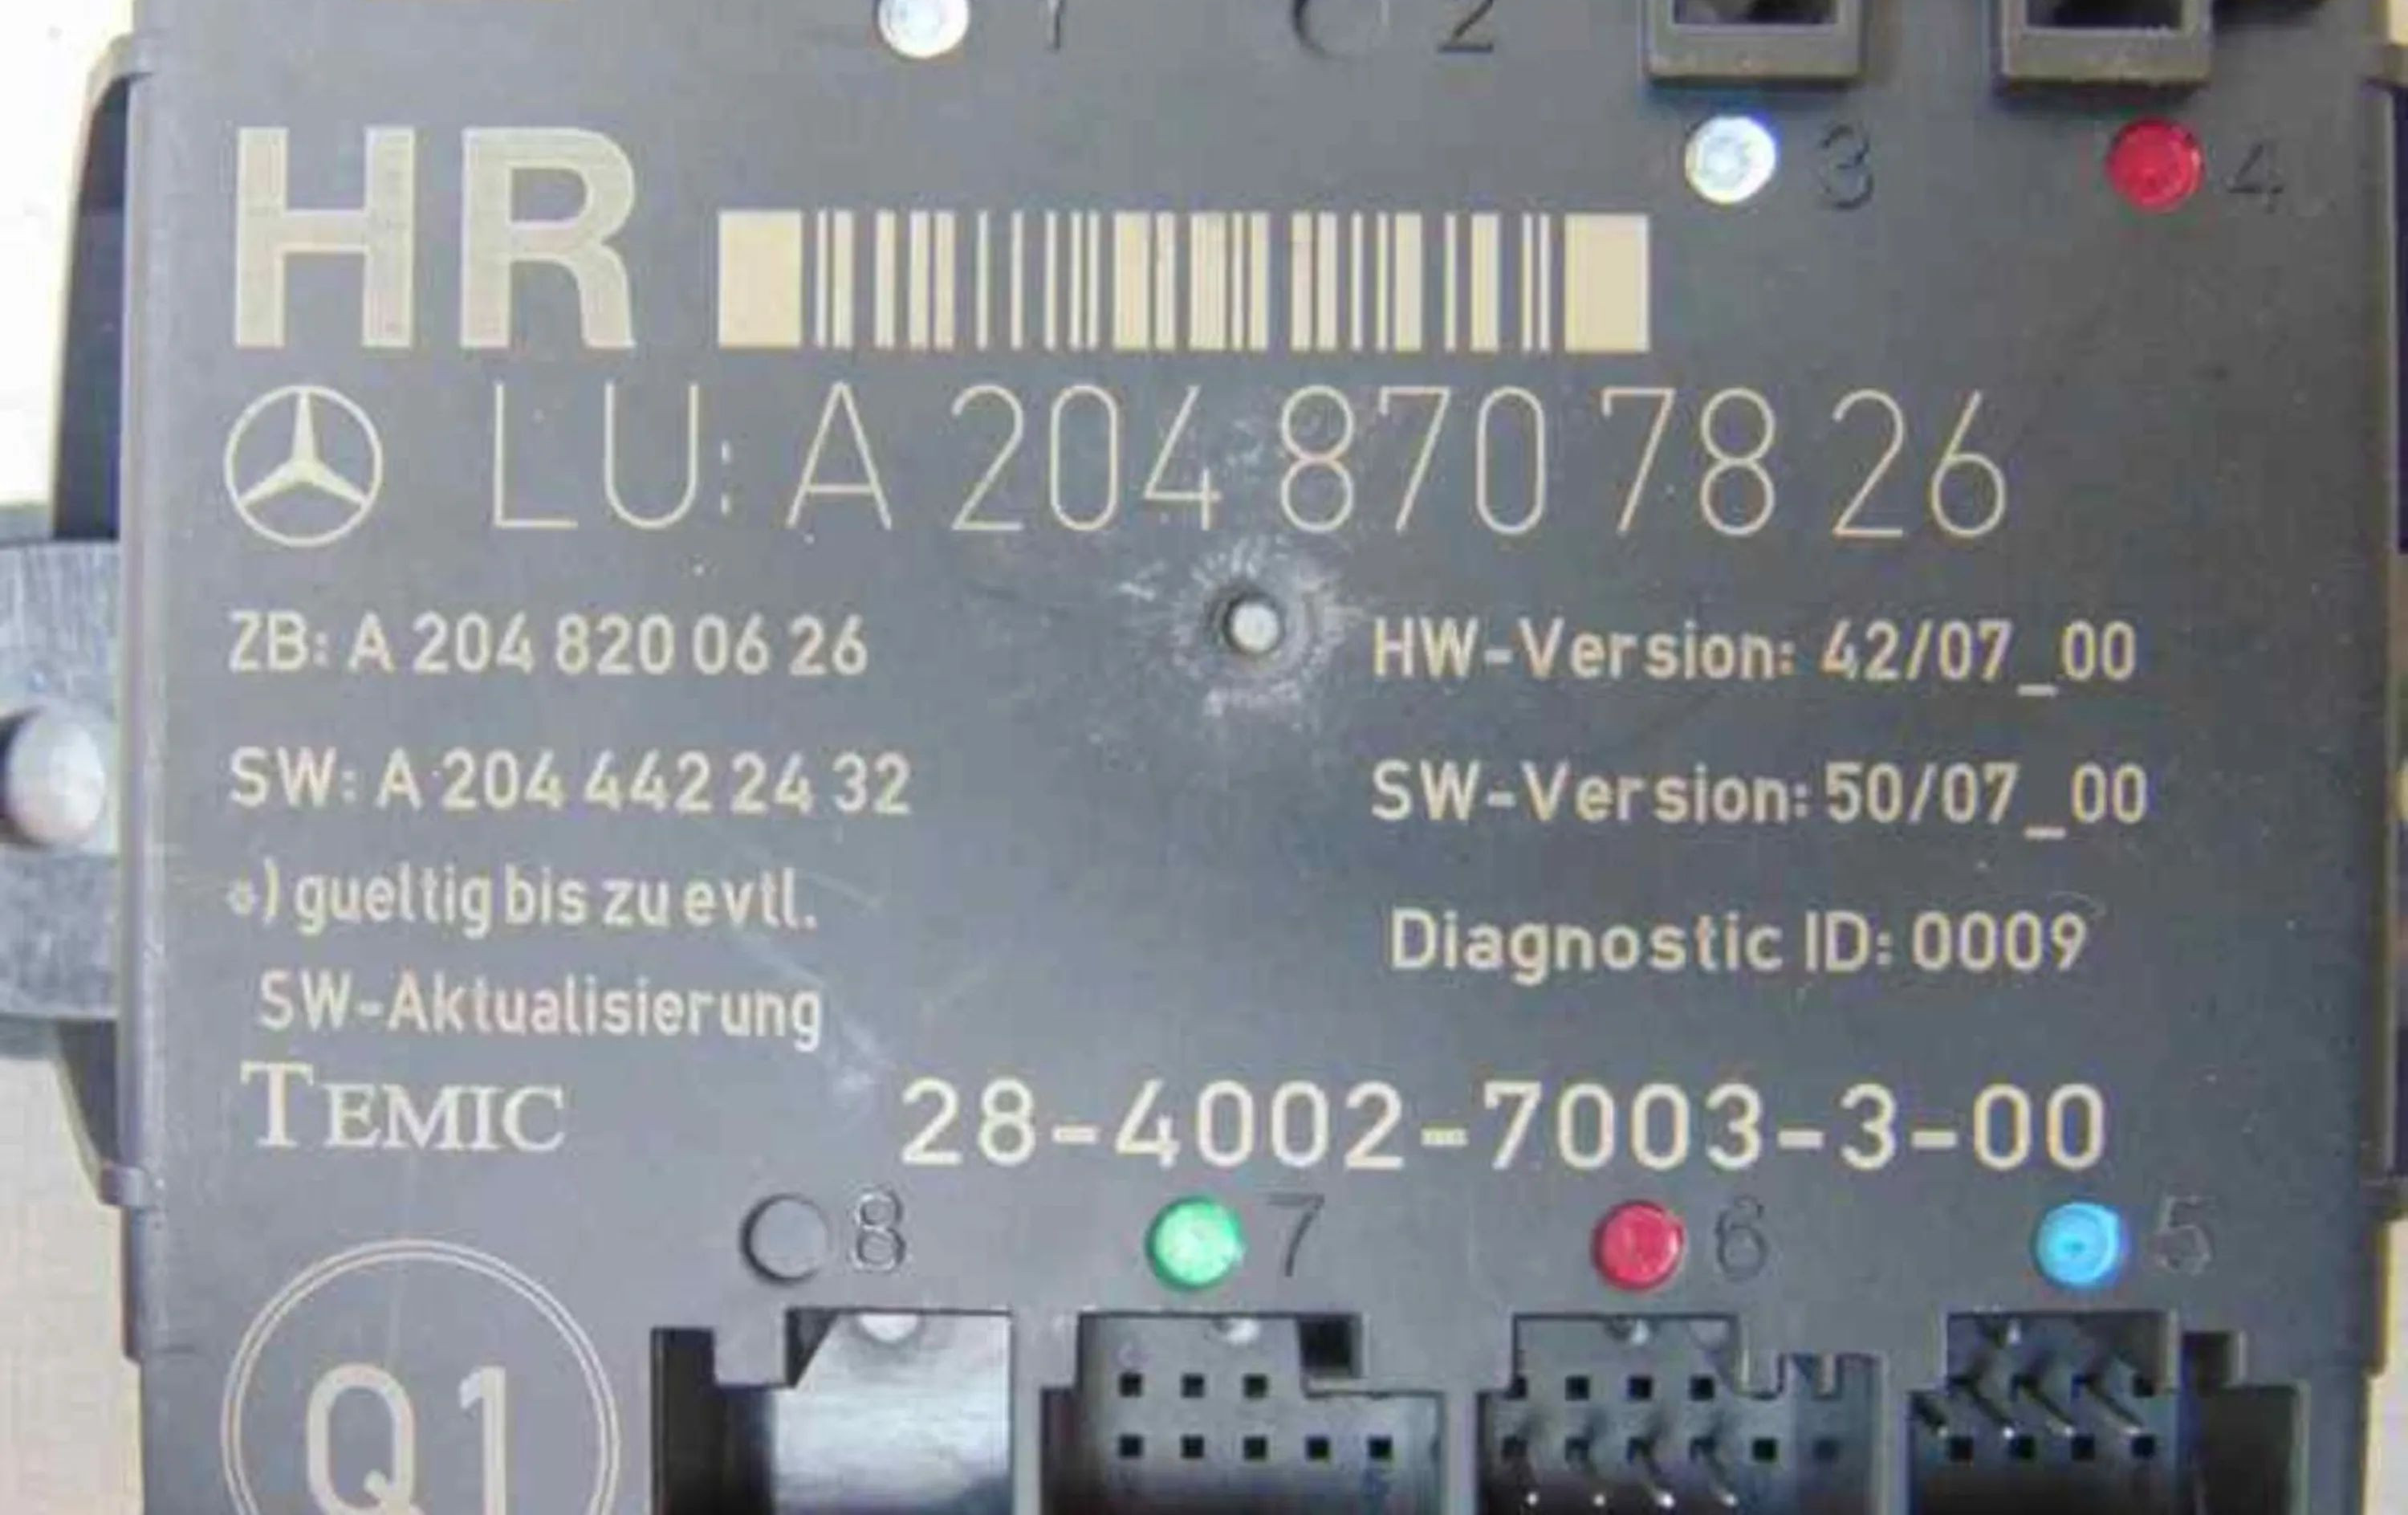 1 2
3 4
HR
LU: A 204 870 78 26
ZB: A 204 820 06 26
HW-Version: 42/07_00
SW: A 204 442 24 32
SW-Version: 50/07_00
*) gueltig bis zu evtl.
Diagnostic ID: 0009
SW-Aktualisierung
TEMIC
28-4002-7003-3-00
8 7 6 5
Q1